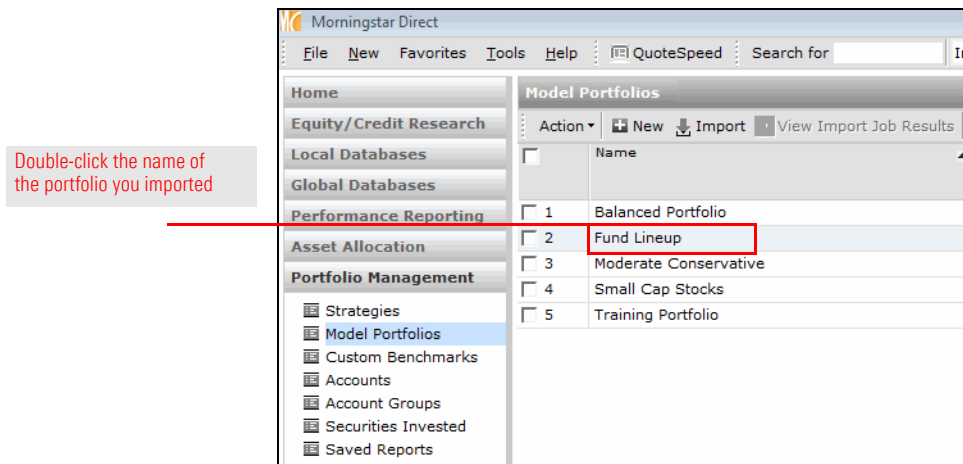 Morningstar Direct
File New Favorites Tools Help QuoteSpeed Search for
Home
Equity/Credit Research
Local Databases
Global Databases
Performance Reporting
Asset Allocation
Portfolio Management
Strategies
Model Portfolios
Custom Benchmarks
Accounts
Account Groups
Securities Invested
Saved Reports
Model Portfolios
Action New Import View Import Job Results
Name
1 Balanced Portfolio
2 Fund Lineup
3 Moderate Conservative
4 Small Cap Stocks
5 Training Portfolio
Double-click the name of
the portfolio you imported